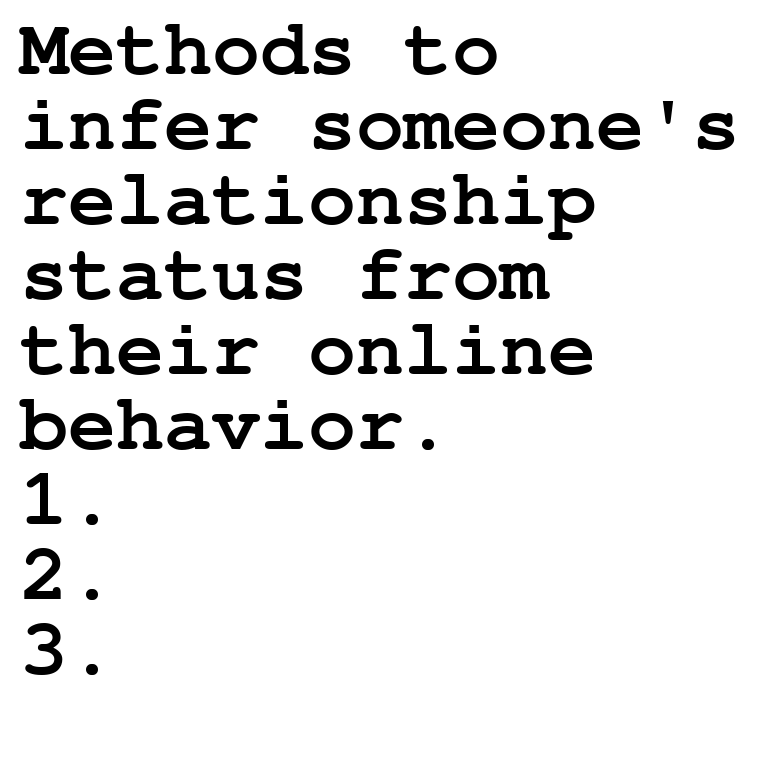 Methods to
infer someone's
relationship
status from
their online
behavior.
1.
2.
3.